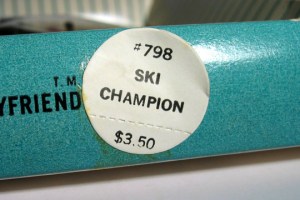 #798
SKI
CHAMPION
$3.50
T.M.
YFRIEND